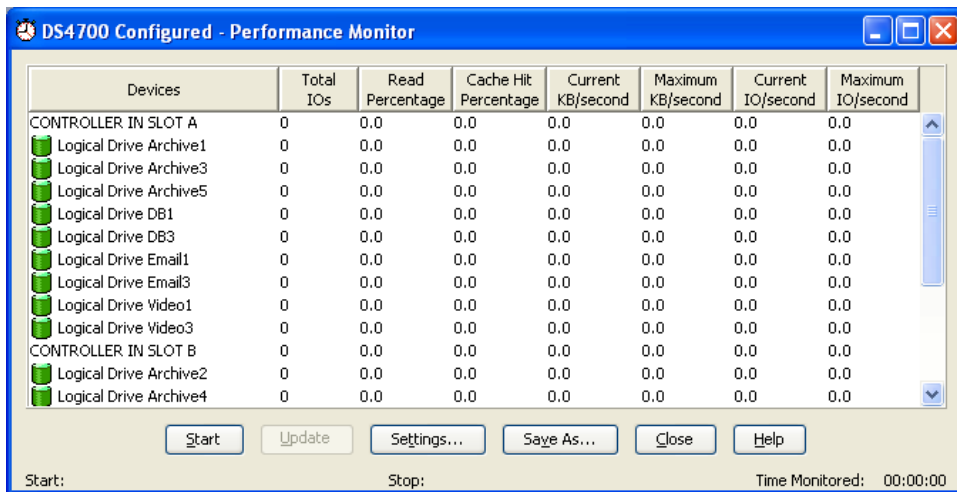 DS4700 Configured - Performance Monitor
Devices Total IOs Read Percentage Cache Hit Percentage Current KB/second Maximum KB/second Current IO/second Maximum IO/second
CONTROLLER IN SLOT A 0 0.0 0.0 0.0 0.0 0.0 0.0
Logical Drive Archive1 0 0.0 0.0 0.0 0.0 0.0 0.0
Logical Drive Archive3 0 0.0 0.0 0.0 0.0 0.0 0.0
Logical Drive Archive5 0 0.0 0.0 0.0 0.0 0.0 0.0
Logical Drive DB1 0 0.0 0.0 0.0 0.0 0.0 0.0
Logical Drive DB3 0 0.0 0.0 0.0 0.0 0.0 0.0
Logical Drive Email1 0 0.0 0.0 0.0 0.0 0.0 0.0
Logical Drive Email3 0 0.0 0.0 0.0 0.0 0.0 0.0
Logical Drive Video1 0 0.0 0.0 0.0 0.0 0.0 0.0
Logical Drive Video3 0 0.0 0.0 0.0 0.0 0.0 0.0
CONTROLLER IN SLOT B 0 0.0 0.0 0.0 0.0 0.0 0.0
Logical Drive Archive2 0 0.0 0.0 0.0 0.0 0.0 0.0
Logical Drive Archive4 0 0.0 0.0 0.0 0.0 0.0 0.0
Start Update Settings... Save As... Close Help
Start: Stop: Time Monitored: 00:00:00